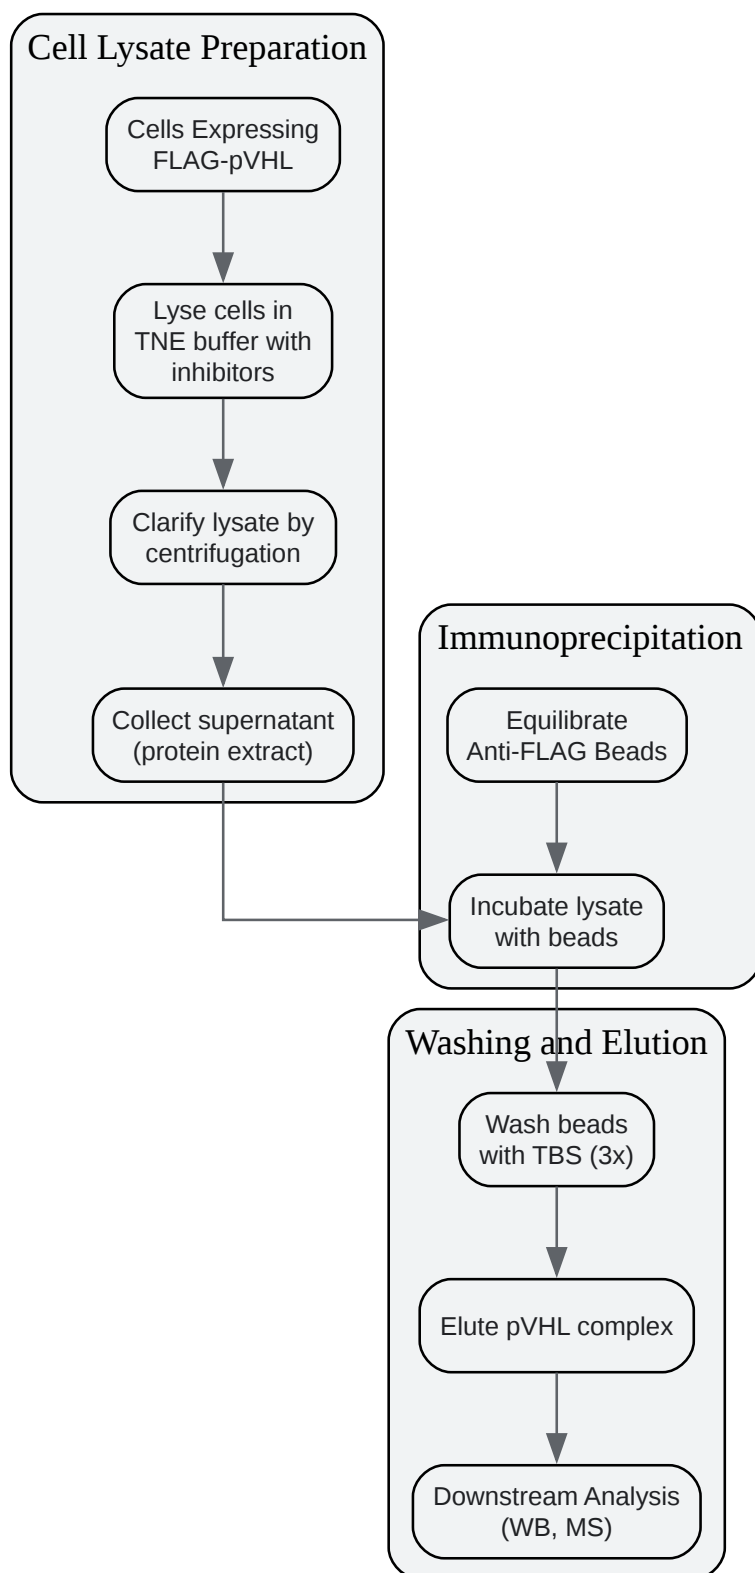 Cell Lysate Preparation
Cells Expressing
FLAG-pVHL
Lyse cells in
TNE buffer with
inhibitors
Clarify lysate by
centrifugation
Collect supernatant
(protein extract)
Immunoprecipitation
Equilibrate
Anti-FLAG Beads
Incubate lysate
with beads
Washing and Elution
Wash beads
with TBS (3x)
Elute pVHL complex
Downstream Analysis
(WB, MS)